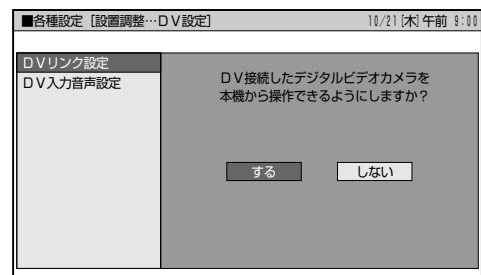 ■各種設定［設置調整…ＤＶ設定］ 10/21[木]午前 9:00
ＤＶリンク設定
ＤＶ入力音声設定
ＤＶ接続したデジタルビデオカメラを
本機から操作できるようにしますか？
する しない